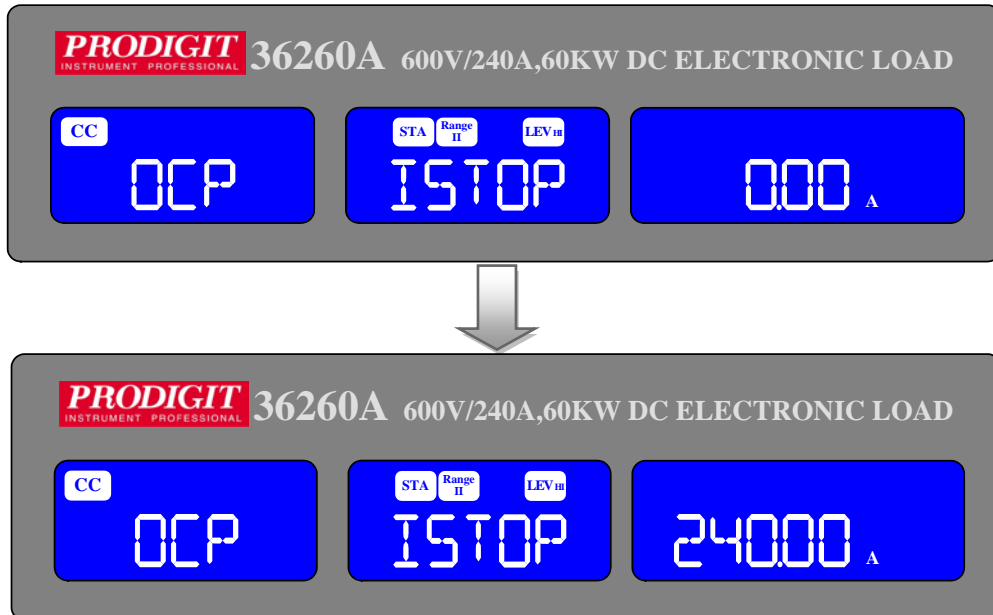 PRODIGIT
INSTRUMENT PROFESSIONAL
36260A 600V/240A,60KW DC ELECTRONIC LOAD
CC
STA Range II LEV HI
OCP ISTOP 0.00 A
PRODIGIT
INSTRUMENT PROFESSIONAL
36260A 600V/240A,60KW DC ELECTRONIC LOAD
CC
STA Range II LEV HI
OCP ISTOP 240.00 A